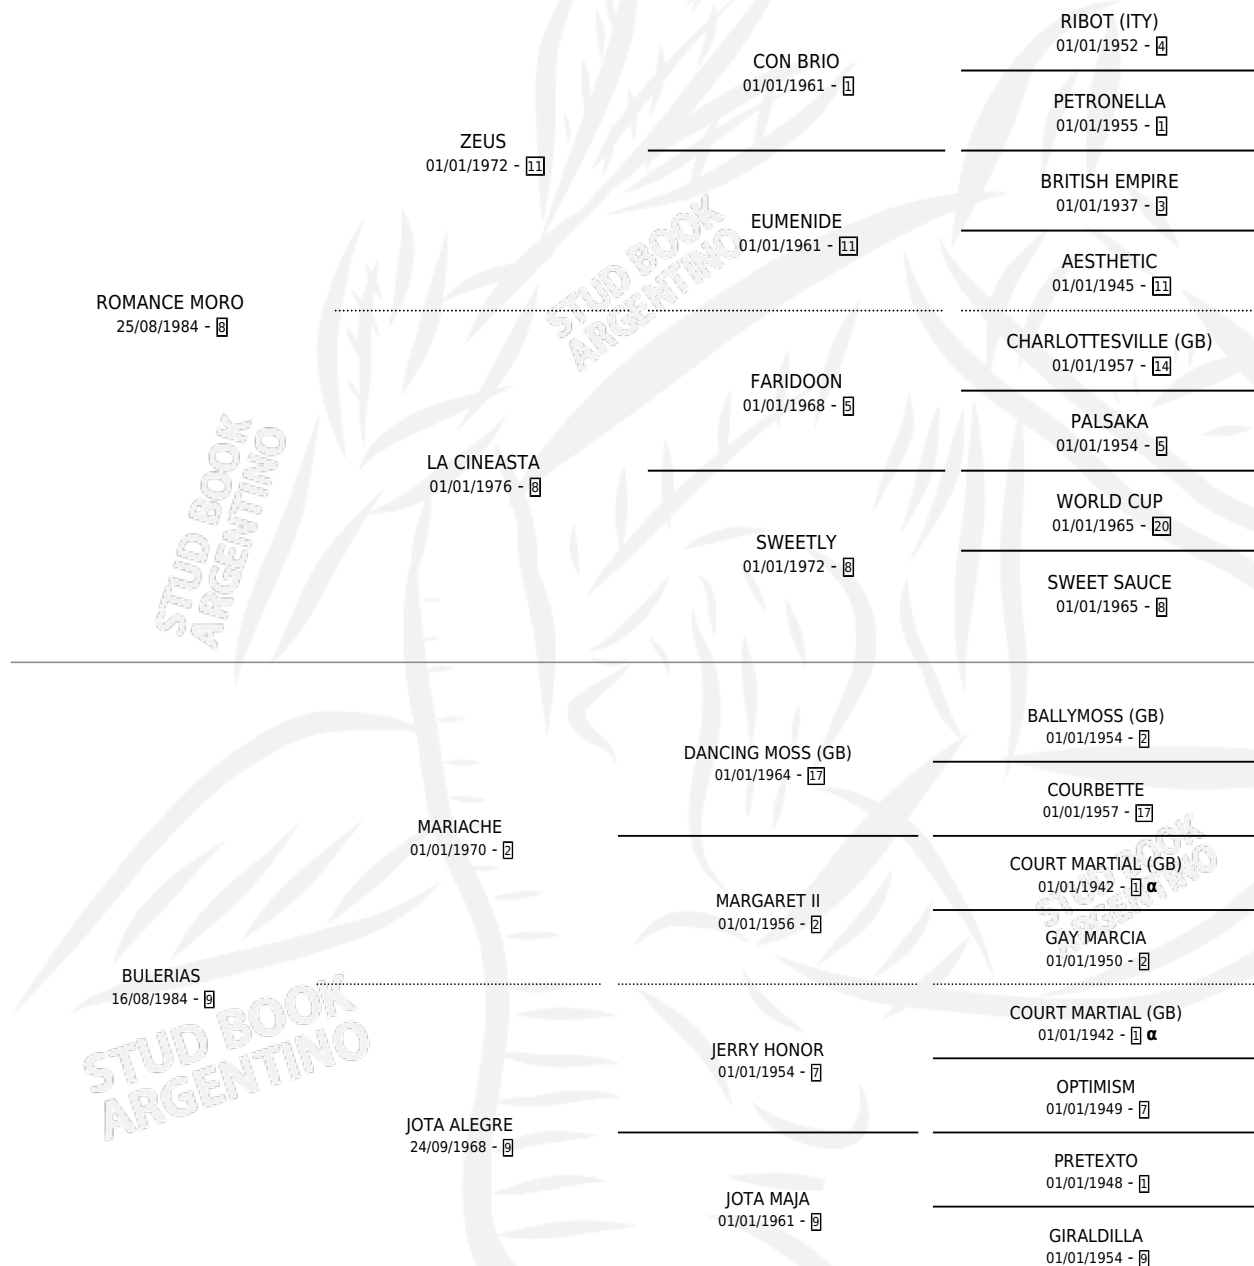 RIBOT (ITY)
01/01/1952 - 4
CON BRIO
01/01/1961 - 1
PETRONELLA
01/01/1955 - 1
ZEUS
01/01/1972 - 11
BRITISH EMPIRE
01/01/1937 - 3
EUMENIDE
01/01/1961 - 11
AESTHETIC
01/01/1945 - 11
ROMANCE MORO
25/08/1984 - 8
STUD BOOK
ARGENTINO
CHARLOTTESVILLE (GB)
01/01/1957 - 14
FARIDOON
01/01/1968 - 5
PALSAKA
01/01/1954 - 5
LA CINEASTA
01/01/1976 - 8
STUD BOOK
ARGENTINO
WORLD CUP
01/01/1965 - 20
SWEETLY
01/01/1972 - 8
SWEET SAUCE
01/01/1965 - 8
BALLYMOSS (GB)
01/01/1954 - 2
DANCING MOSS (GB)
01/01/1964 - 17
COURBETTE
01/01/1957 - 17
MARIACHE
01/01/1970 - 2
COURT MARTIAL (GB)
01/01/1942 - 1 α
STUD BOOK
ARGENTINO
MARGARET II
01/01/1956 - 2
GAY MARCIA
01/01/1950 - 2
BULERIAS
16/08/1984 - 9
STUD BOOK
ARGENTINO
COURT MARTIAL (GB)
01/01/1942 - 1 α
JERRY HONOR
01/01/1954 - 7
OPTIMISM
01/01/1949 - 7
JOTA ALEGRE
24/09/1968 - 9
PRETEXTO
01/01/1948 - 1
JOTA MAJA
01/01/1961 - 9
GIRALDILLA
01/01/1954 - 9